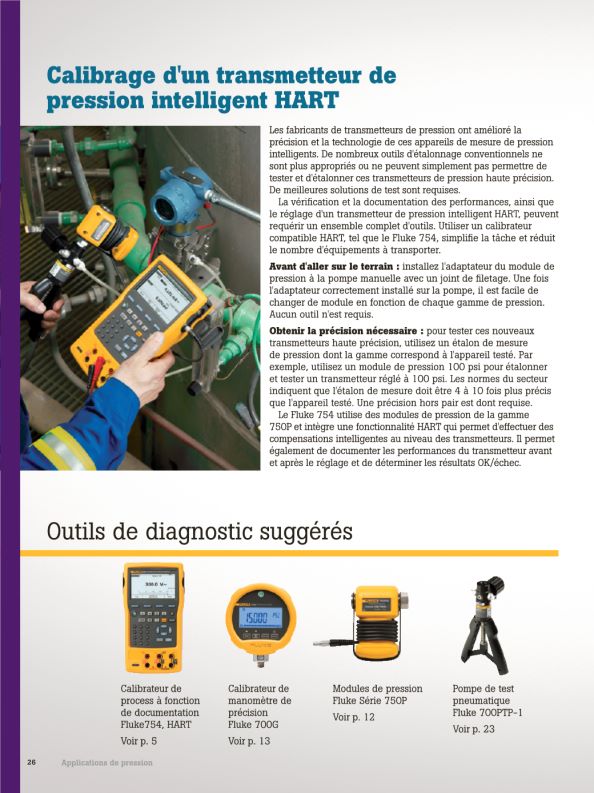 Calibrage d'un transmetteur de
pression intelligent HART
Les fabricants de transmetteurs de pression ont amélioré la
précision et la technologie de ces appareils de mesure de pression
intelligents. De nombreux outils d'étalonnage conventionnels ne
sont plus appropriés ou ne peuvent simplement pas permettre de
tester et d'étalonner ces transmetteurs de pression haute précision.
De meilleures solutions de test sont requises.
La vérification et la documentation des performances, ainsi que
le réglage d'un transmetteur de pression intelligent HART, peuvent
requérir un ensemble complet d'outils. Utiliser un calibrateur
compatible HART, tel que le Fluke 754, simplifie la tâche et réduit
le nombre d'équipements à transporter.
Avant d'aller sur le terrain : installez l'adaptateur du module de
pression à la pompe manuelle avec un joint de filetage. Une fois
l'adaptateur correctement installé sur la pompe, il est facile de
changer de module en fonction de chaque gamme de pression.
Aucun outil n'est requis.
Obtenir la précision nécessaire : pour tester ces nouveaux
transmetteurs haute précision, utilisez un étalon de mesure
de pression dont la gamme correspond à l'appareil testé. Par
exemple, utilisez un module de pression 100 psi pour étalonner
et tester un transmetteur réglé à 100 psi. Les normes du secteur
indiquent que l'étalon de mesure doit être 4 à 10 fois plus précis
que l'appareil testé. Une précision hors pair est dont requise.
Le Fluke 754 utilise des modules de pression de la gamme
750P et intègre une fonctionnalité HART qui permet d'effectuer des
compensations intelligentes au niveau des transmetteurs. Il permet
également de documenter les performances du transmetteur avant
et après le réglage et de déterminer les résultats OK/échec.
Outils de diagnostic suggérés
Calibrateur de
process à fonction
de documentation
Fluke754, HART
Voir p. 5
Calibrateur de
manomètre de
précision
Fluke 700G
Voir p. 13
Modules de pression
Fluke Série 750P
Voir p. 12
Pompe de test
pneumatique
Fluke 700PTP-1
Voir p. 23
26 Applications de pression